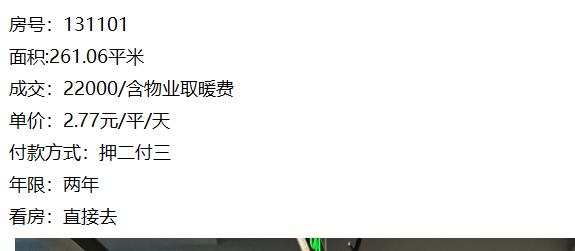 房号：131101
面积:261.06平米
成交：22000/含物业取暖费
单价：2.77元/平/天
付款方式：押二付三
年限：两年
看房：直接去